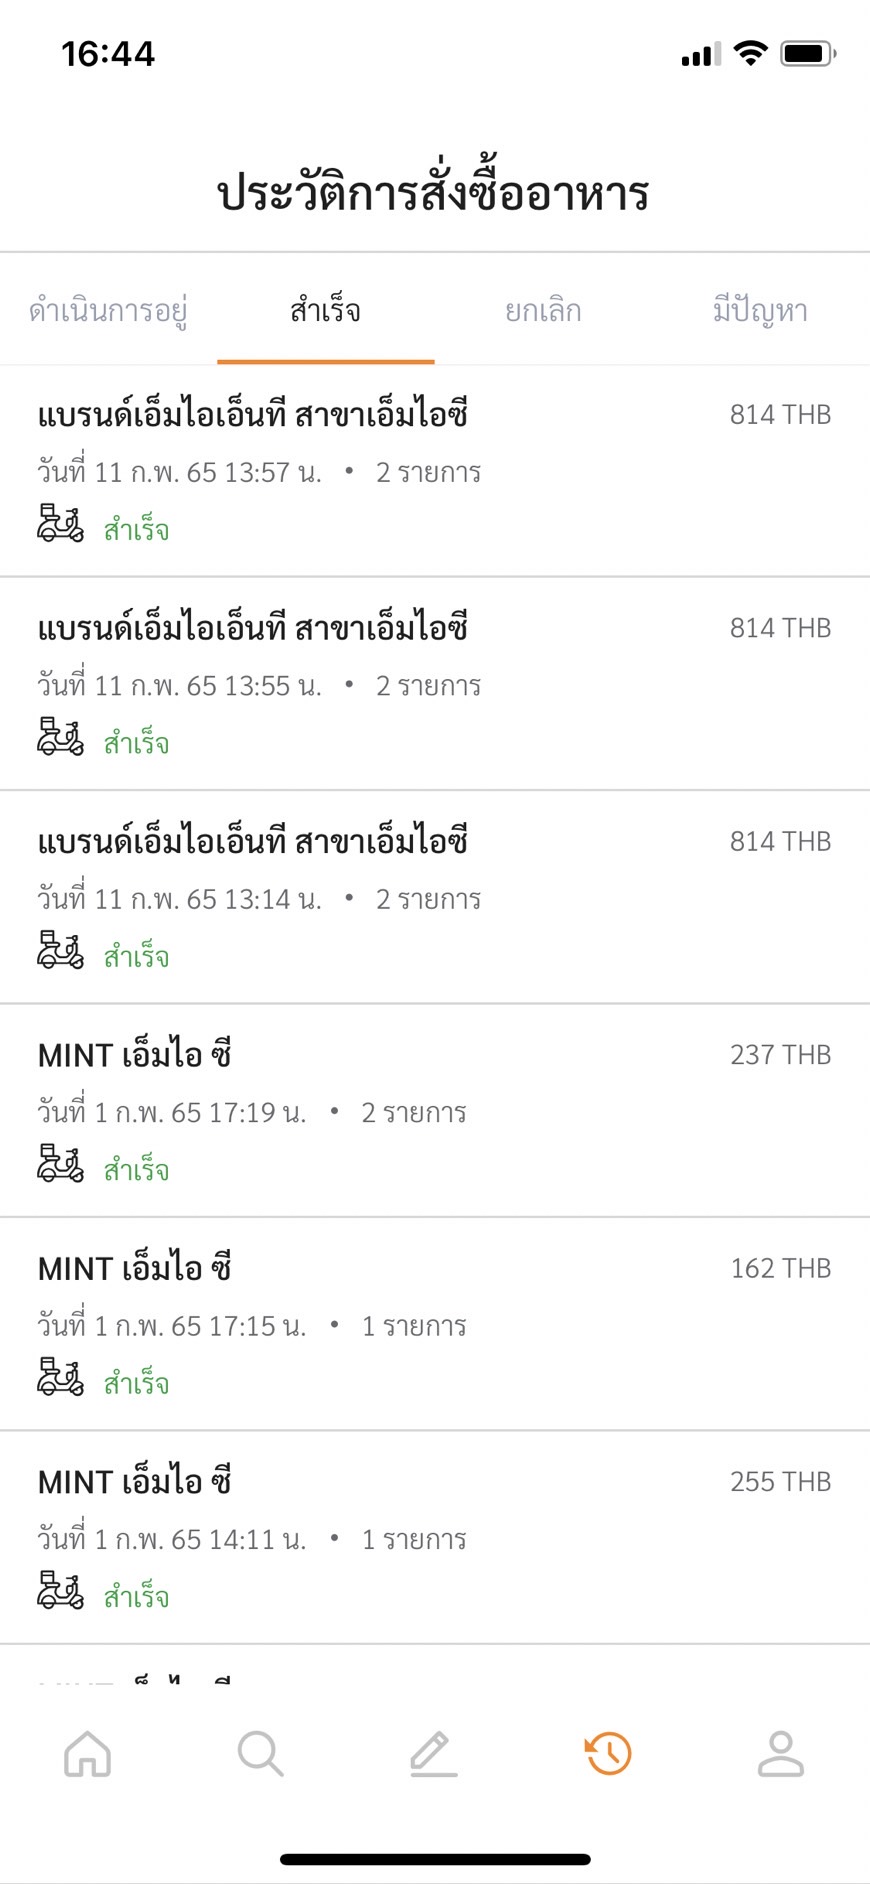 16:44
ประวัติการสั่งซื้ออาหาร
ดำเนินการอยู่ สำเร็จ ยกเลิก มีปัญหา
แบรนด์เอ็มไอเอ็นที สาขาเอ็มไอซี 814 THB
วันที่ 11 ก.พ. 65 13:57 น. • 2 รายการ
สำเร็จ
แบรนด์เอ็มไอเอ็นที สาขาเอ็มไอซี 814 THB
วันที่ 11 ก.พ. 65 13:55 น. • 2 รายการ
สำเร็จ
แบรนด์เอ็มไอเอ็นที สาขาเอ็มไอซี 814 THB
วันที่ 11 ก.พ. 65 13:14 น. • 2 รายการ
สำเร็จ
MINT เอ็มไอ ซี 237 THB
วันที่ 1 ก.พ. 65 17:19 น. • 2 รายการ
สำเร็จ
MINT เอ็มไอ ซี 162 THB
วันที่ 1 ก.พ. 65 17:15 น. • 1 รายการ
สำเร็จ
MINT เอ็มไอ ซี 255 THB
วันที่ 1 ก.พ. 65 14:11 น. • 1 รายการ
สำเร็จ